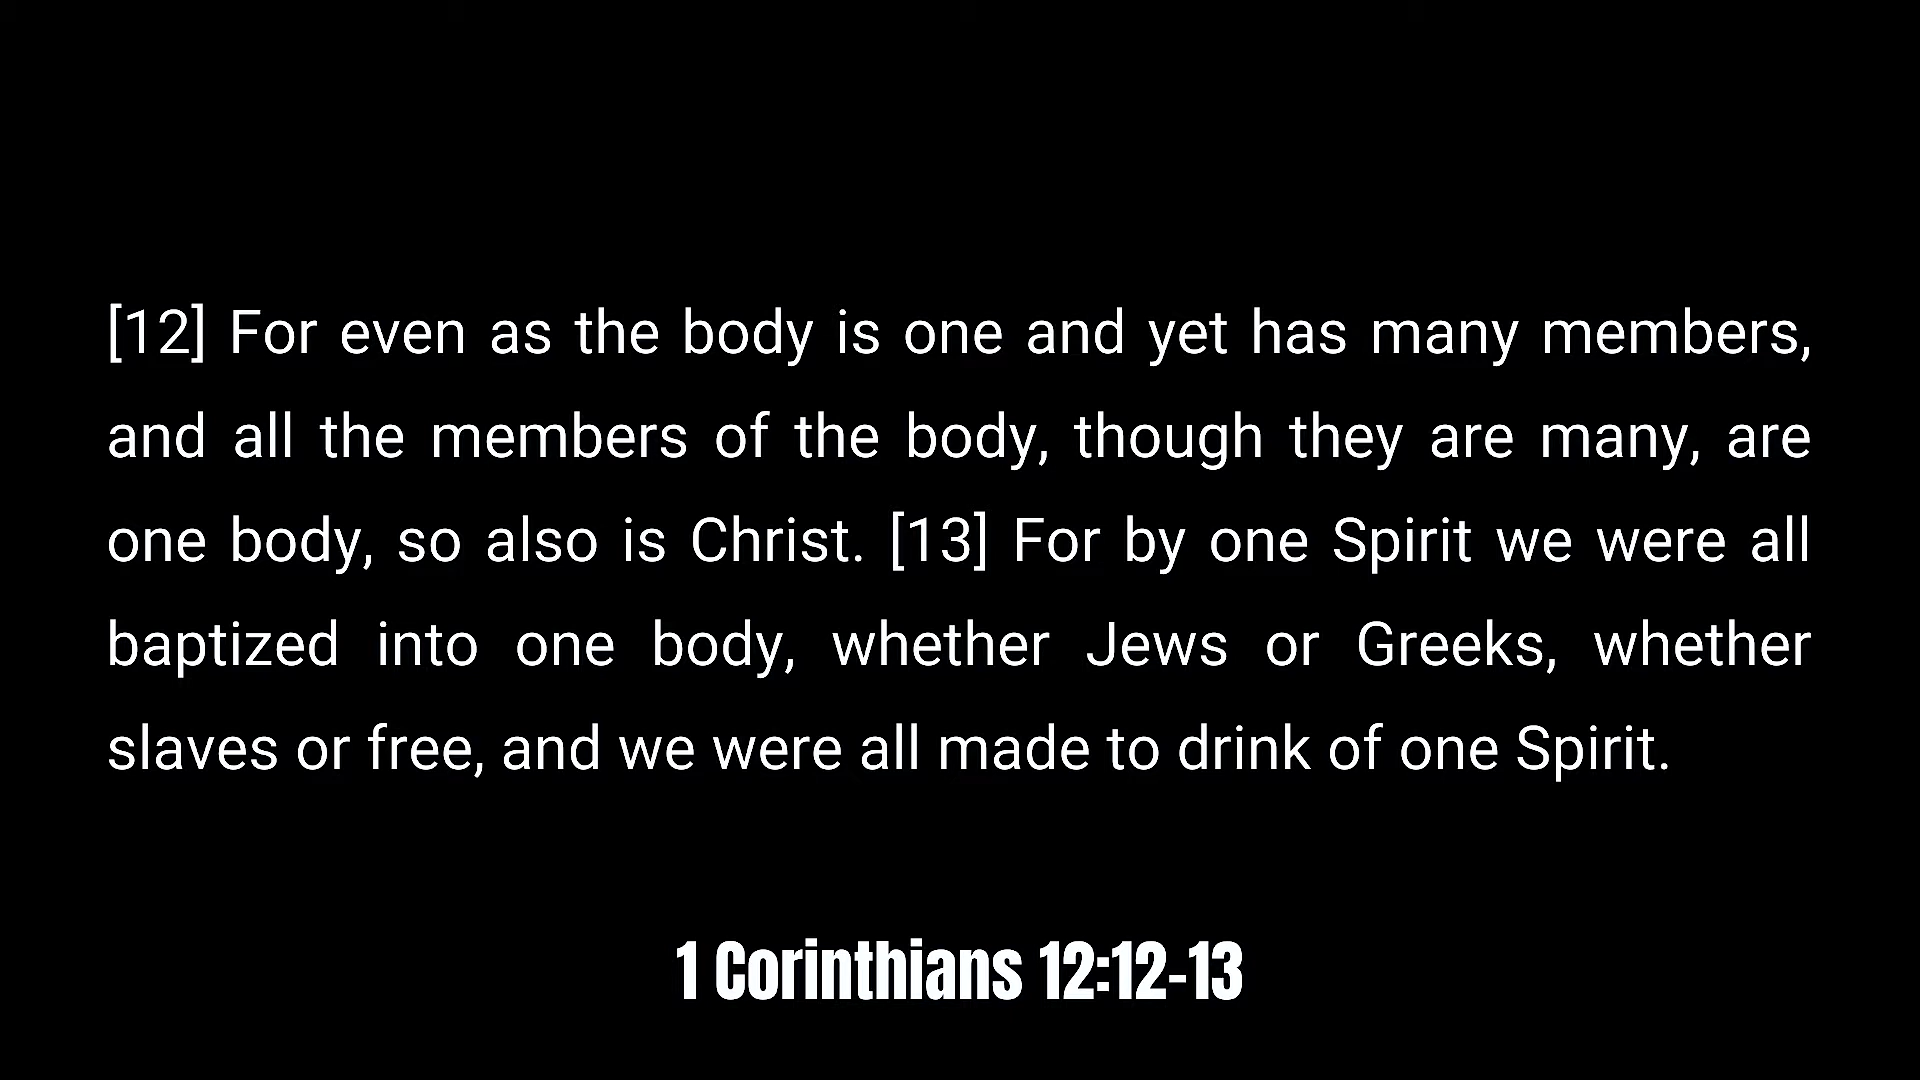 [12] For even as the body is one and yet has many members,
and all the members of the body, though they are many, are
one body, so also is Christ. [13] For by one Spirit we were all
baptized into one body, whether Jews or Greeks, whether
slaves or free, and we were all made to drink of one Spirit.
1 Corinthians 12:12-13